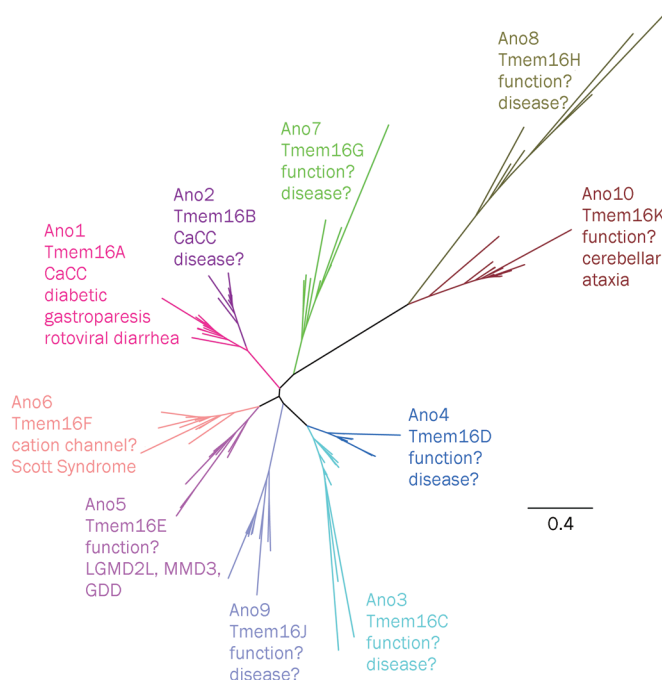 Ano8
Tmem16H
function?
disease?
Ano7
Tmem16G
function?
disease?
Ano10
Tmem16K
function?
cerebellar
ataxia
Ano2
Tmem16B
CaCC
disease?
Ano1
Tmem16A
CaCC
diabetic
gastroparesis
rotoviral diarrhea
Ano6
Tmem16F
cation channel?
Scott Syndrome
Ano4
Tmem16D
function?
disease?
Ano5
Tmem16E
function?
LGMD2L, MMD3,
GDD
0.4
Ano9
Tmem16J
function?
disease?
Ano3
Tmem16C
function?
disease?